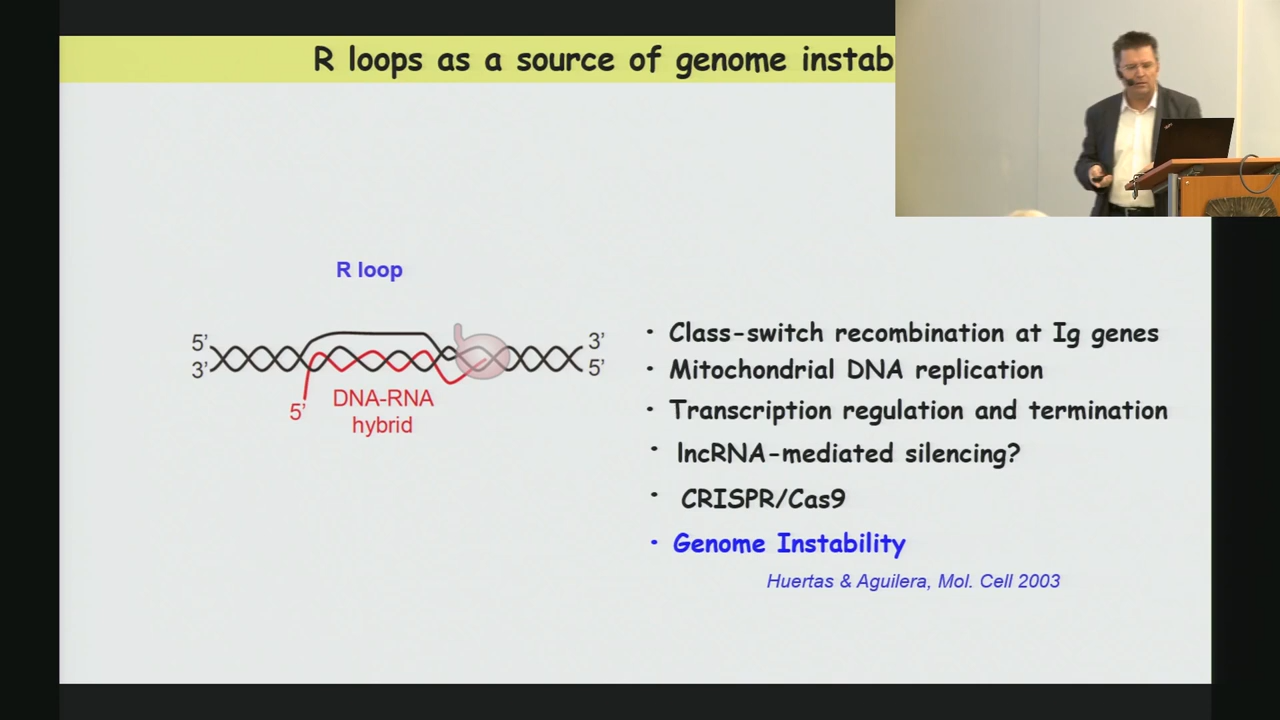 R loops as a source of genome instab
R loop
5’
3’
3’
5’
5’
DNA-RNA
hybrid
• Class-switch recombination at Ig genes
• Mitochondrial DNA replication
• Transcription regulation and termination
• lncRNA-mediated silencing?
• CRISPR/Cas9
• Genome Instability
Huertas & Aguilera, Mol. Cell 2003